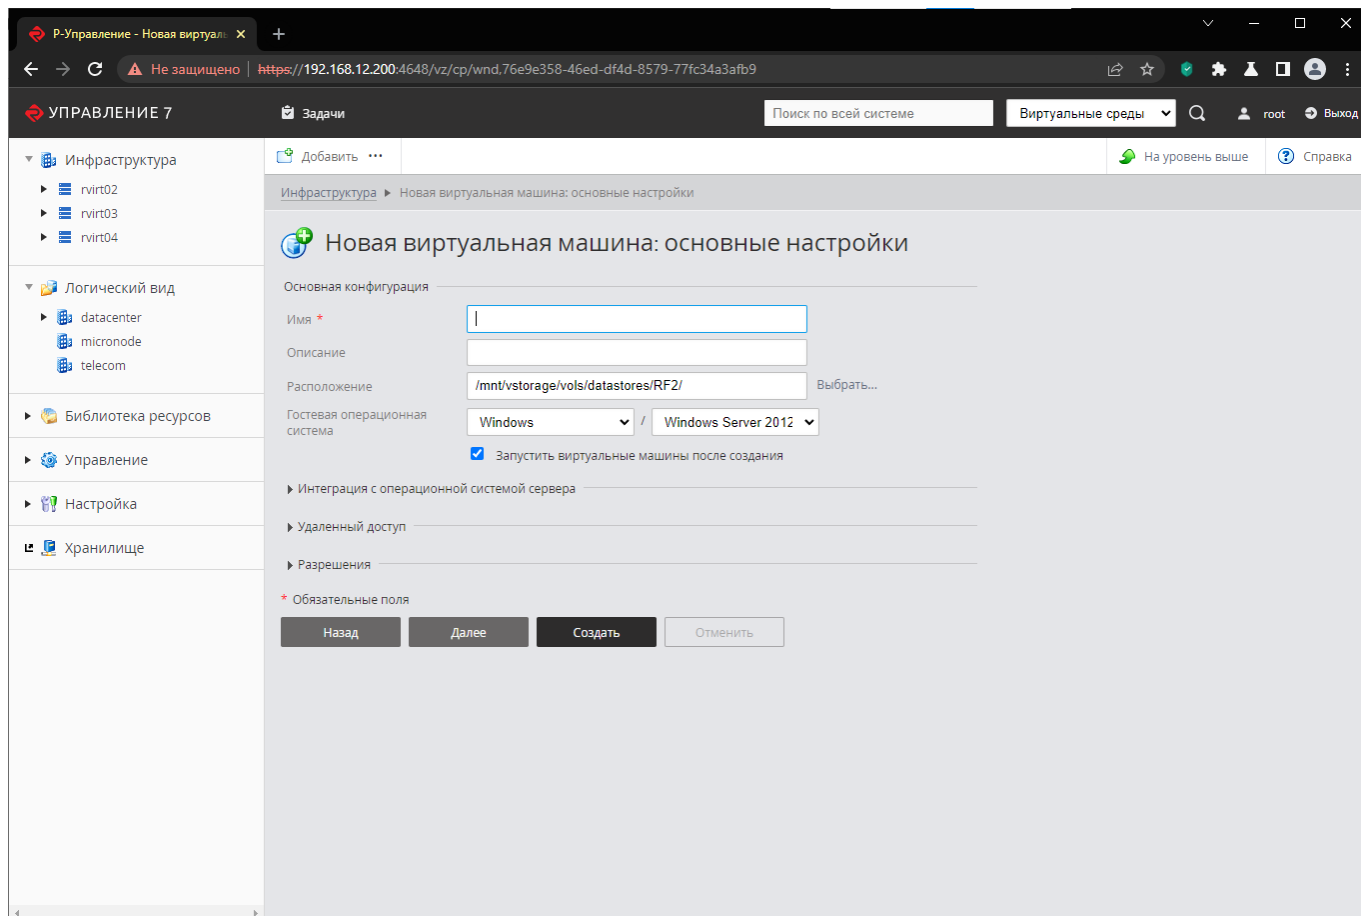 Р-Управление - Новая виртуаль
Не защищено https://192.168.12.200:4648/vz/cp/wnd,76e9e358-46ed-df4d-8579-77fc34a3afb9
УПРАВЛЕНИЕ 7 Задачи Поиск по всей системе Виртуальные среды root Выход
Инфраструктура
rvirt02
rvirt03
rvirt04
Логический вид
datacenter
micronode
telecom
Библиотека ресурсов
Управление
Настройка
Хранилище
Добавить ••• На уровень выше Справка
Инфраструктура Новая виртуальная машина: основные настройки
Новая виртуальная машина: основные настройки
Основная конфигурация
Имя *
Описание
Расположение /mnt/vstorage/vols/datastores/RF2/ Выбрать...
Гостевая операционная
система
Windows / Windows Server 2012
Запустить виртуальные машины после создания
Интеграция с операционной системой сервера
Удаленный доступ
Разрешения
* Обязательные поля
Назад Далее Создать Отменить